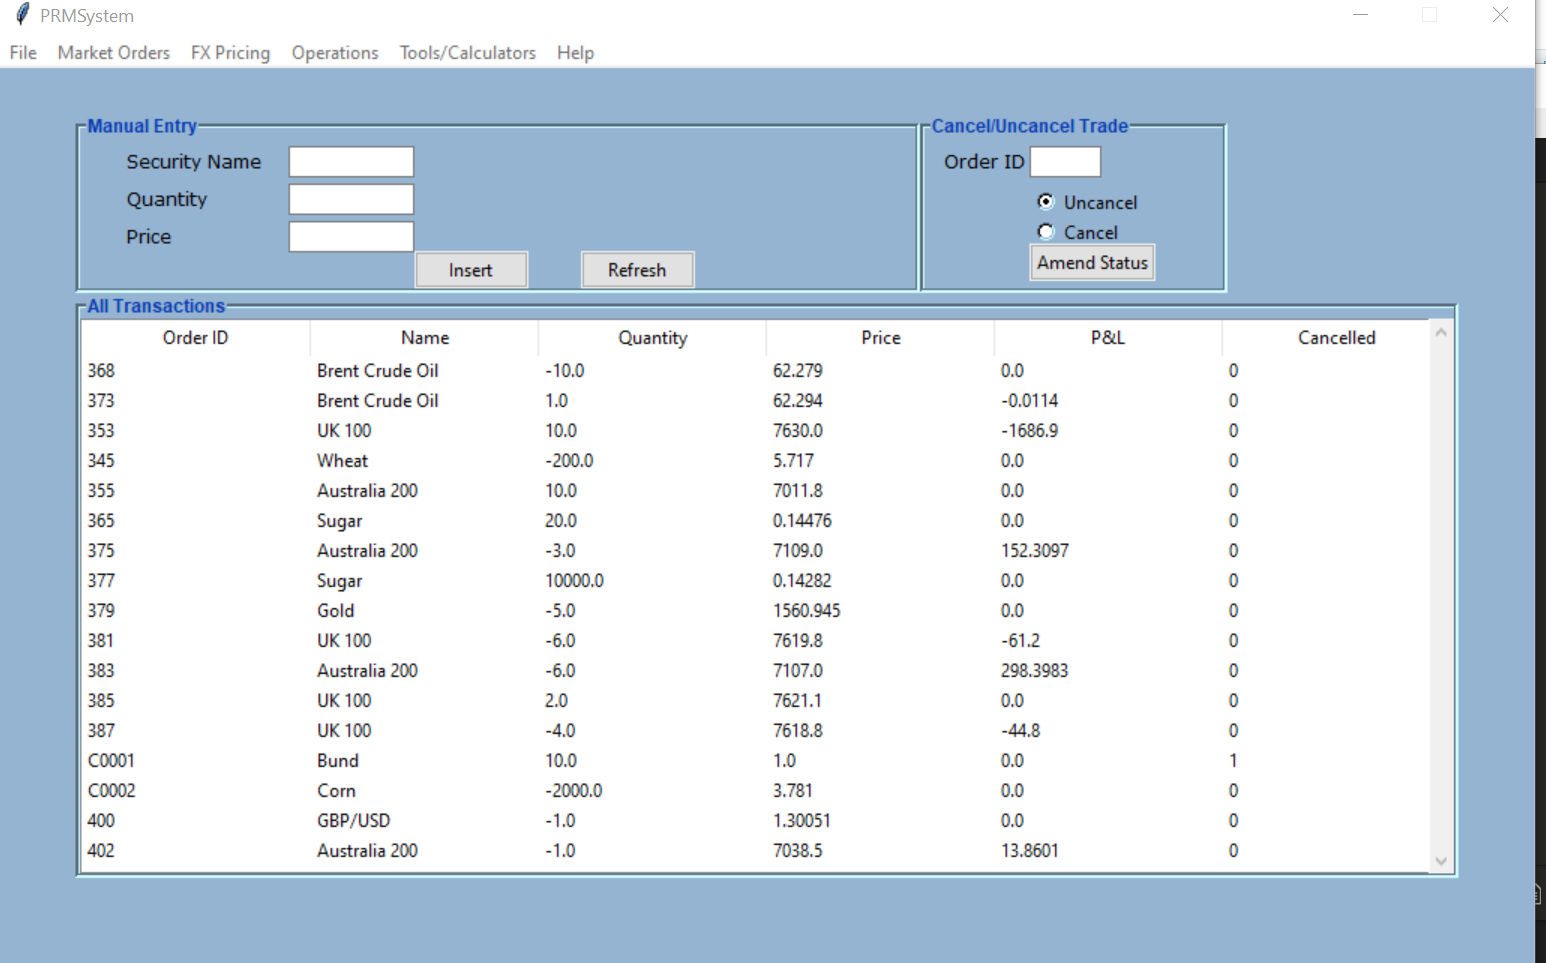 PRMSystem
File Market Orders FX Pricing Operations Tools/Calculators Help
Manual Entry
Security Name
Quantity
Price
Insert Refresh
Cancel/Uncancel Trade
Order ID
Uncancel
Cancel
Amend Status
All Transactions
Order ID Name Quantity Price P&L Cancelled
368 Brent Crude Oil -10.0 62.279 0.0 0
373 Brent Crude Oil 1.0 62.294 -0.0114 0
353 UK 100 10.0 7630.0 -1686.9 0
345 Wheat -200.0 5.717 0.0 0
355 Australia 200 10.0 7011.8 0.0 0
365 Sugar 20.0 0.14476 0.0 0
375 Australia 200 -3.0 7109.0 152.3097 0
377 Sugar 10000.0 0.14282 0.0 0
379 Gold -5.0 1560.945 0.0 0
381 UK 100 -6.0 7619.8 -61.2 0
383 Australia 200 -6.0 7107.0 298.3983 0
385 UK 100 2.0 7621.1 0.0 0
387 UK 100 -4.0 7618.8 -44.8 0
C0001 Bund 10.0 1.0 0.0 1
C0002 Corn -2000.0 3.781 0.0 0
400 GBP/USD -1.0 1.30051 0.0 0
402 Australia 200 -1.0 7038.5 13.8601 0